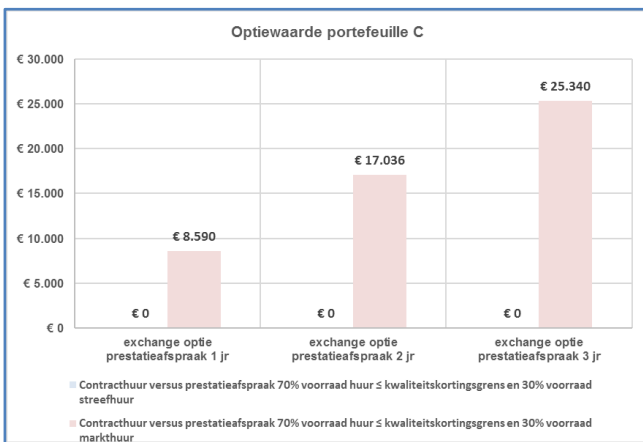 Optiewaarde portefeuille C
€ 30.000
€ 25.000
€ 20.000
€ 15.000
€ 10.000
€ 5.000
€ 0
€ 0
€ 8.590
€ 0
€ 17.036
€ 0
€ 25.340
exchange optie
prestatieafspraak 1 jr
exchange optie
prestatieafspraak 2 jr
exchange optie
prestatieafspraak 3 jr
Contracthuur versus prestatieafspraak 70% voorraad huur ≤ kwaliteitskortingsgrens en 30% voorraad
streefhuur
Contracthuur versus prestatieafspraak 70% voorraad huur ≤ kwaliteitskortingsgrens en 30% voorraad
markthuur